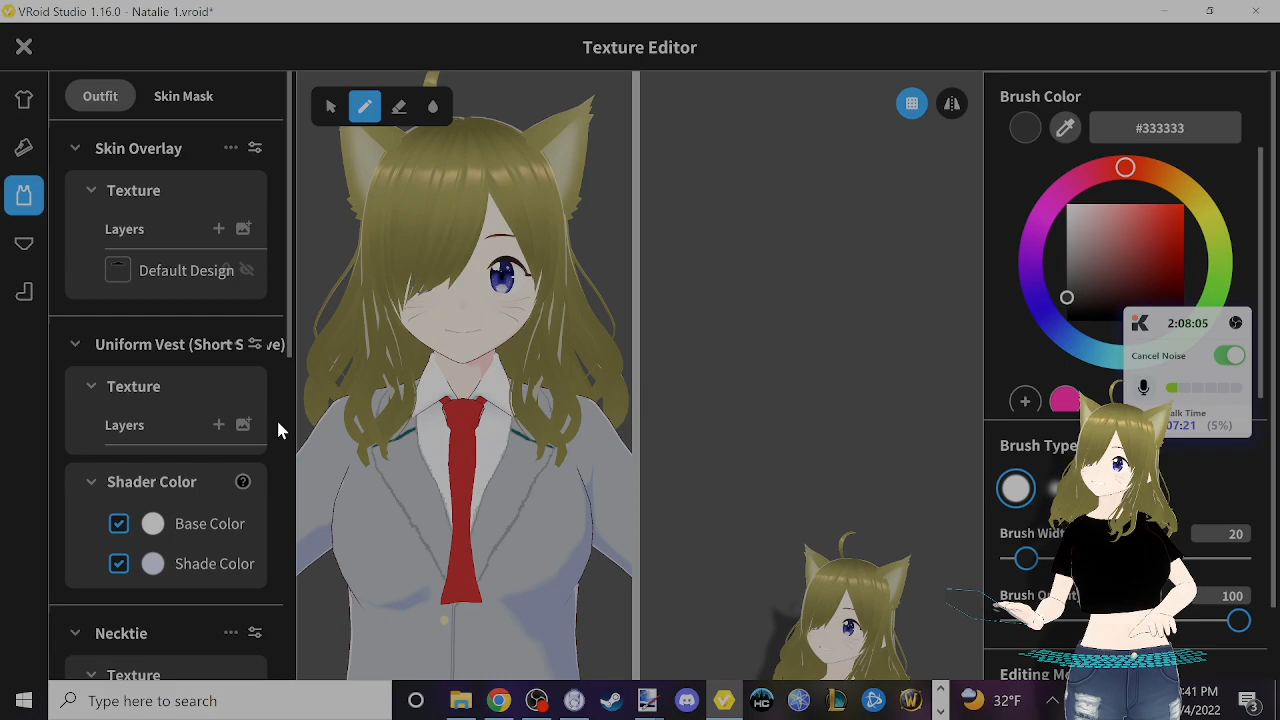 VRoid Studio 1.16.0 - Natalie 1.vroid*
Texture Editor
Outfit
Skin Mask
Skin Overlay
Texture
Layers
Default Design
Uniform Vest (Short S ve)
Texture
Layers
Shader Color
Base Color
Shade Color
Necktie
Texture
Brush Color
#333333
2:08:05
Cancel Noise
alk Time
07:21 (5%)
Brush Type
Brush Wid
20
Brush O
100
Editing Mo
Type here to search
HC
32°F
:41 PM
/4/2022
3